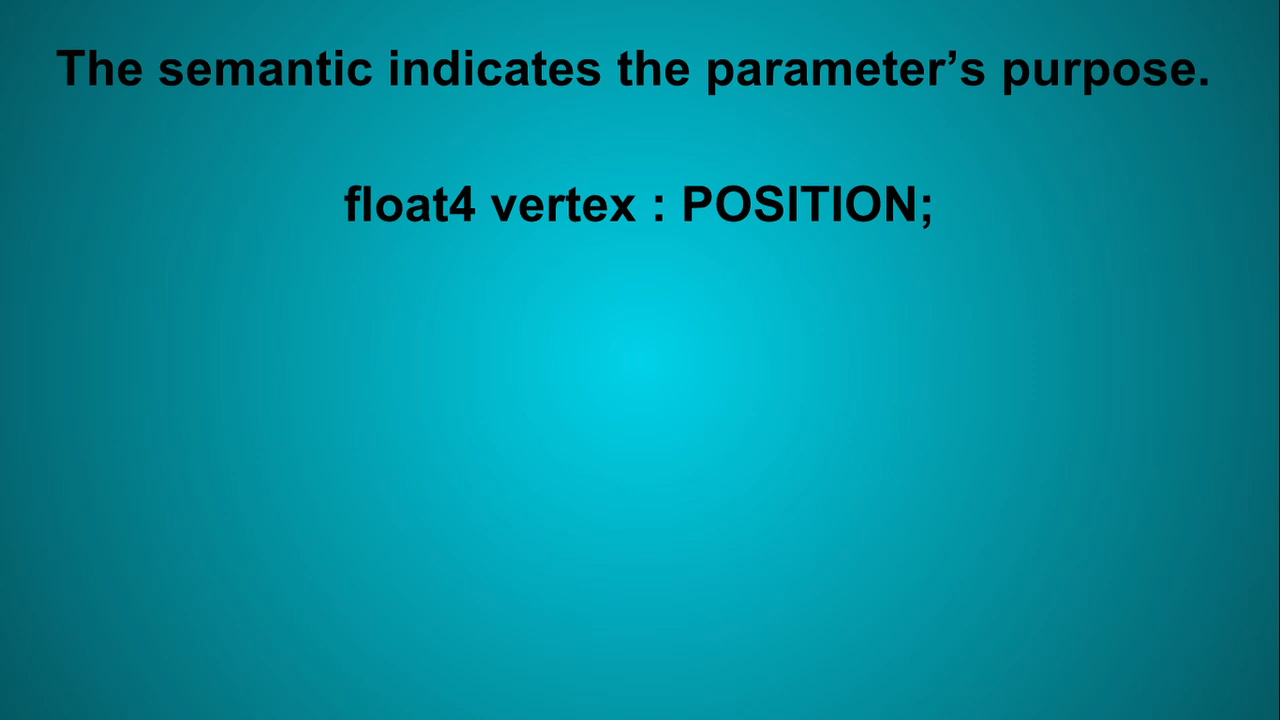 The semantic indicates the parameter’s purpose.
float4 vertex : POSITION;